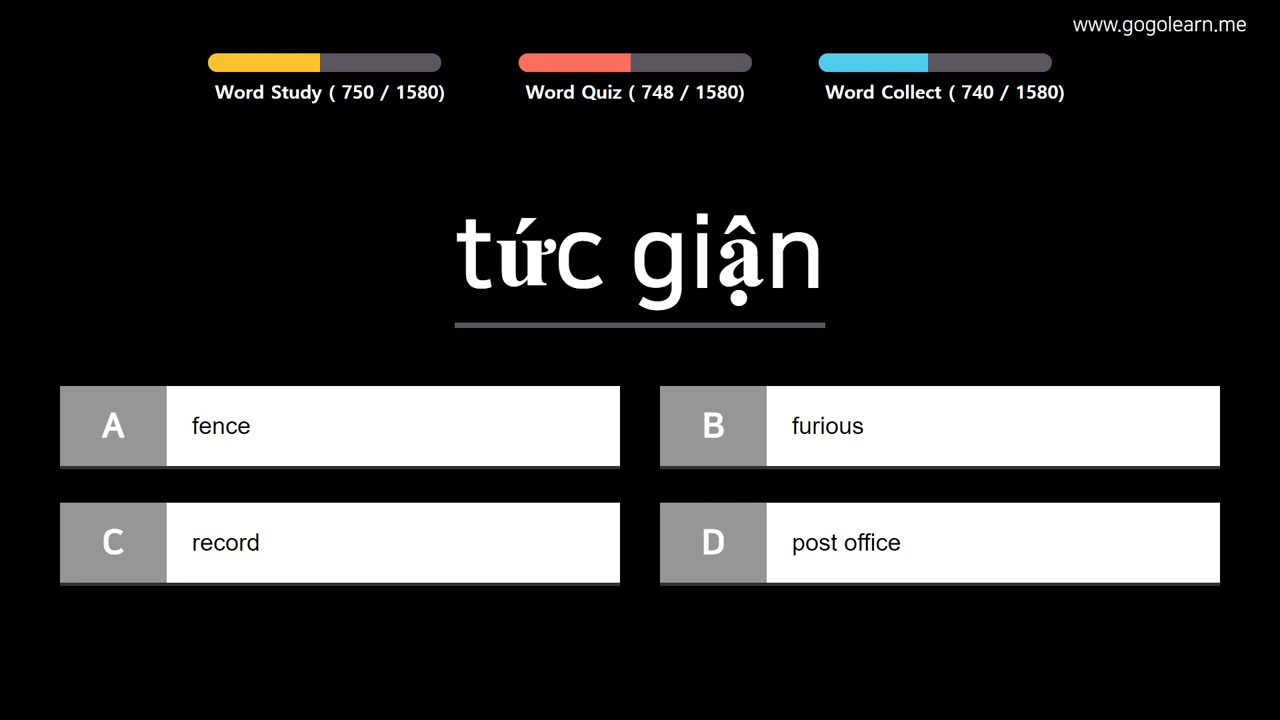 www.gogolearn.me
Word Study ( 750 / 1580)
Word Quiz ( 748 / 1580)
Word Collect ( 740 / 1580)
tức giận
A fence
B furious
C record
D post office